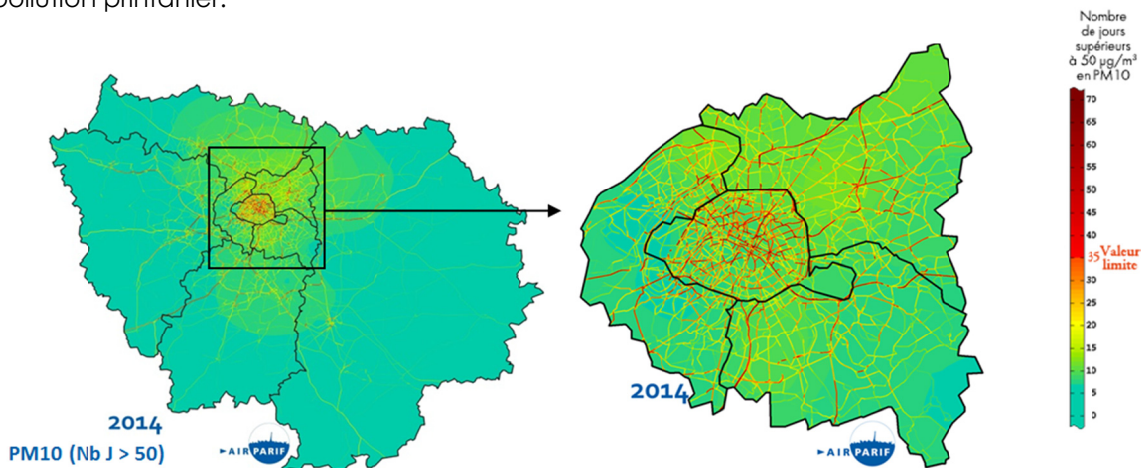 pollution printanier.
Nombre
de jours
supérieurs
à 50 µg/m³
en PM10
70
65
60
55
50
45
40
35 Valeur
limite
30
25
20
15
10
5
0
2014
PM10 (Nb J > 50)
AIRPARIF
2014
AIRPARIF